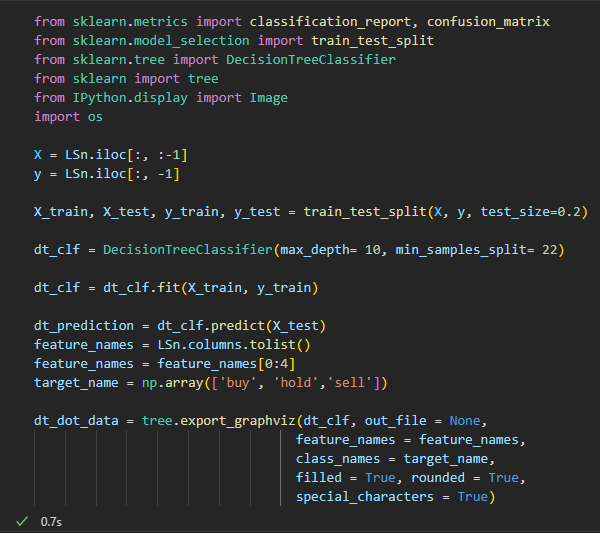 from sklearn.metrics import classification_report, confusion_matrix
from sklearn.model_selection import train_test_split
from sklearn.tree import DecisionTreeClassifier
from sklearn import tree
from IPython.display import Image
import os
X = LSn.iloc[:, :-1]
y = LSn.iloc[:, -1]
X_train, X_test, y_train, y_test = train_test_split(X, y, test_size=0.2)
dt_clf = DecisionTreeClassifier(max_depth= 10, min_samples_split= 22)
dt_clf = dt_clf.fit(X_train, y_train)
dt_prediction = dt_clf.predict(X_test)
feature_names = LSn.columns.tolist()
feature_names = feature_names[0:4]
target_name = np.array(['buy', 'hold','sell'])
dt_dot_data = tree.export_graphviz(dt_clf, out_file = None,
feature_names = feature_names,
class_names = target_name,
filled = True, rounded = True,
special_characters = True)
0.7s